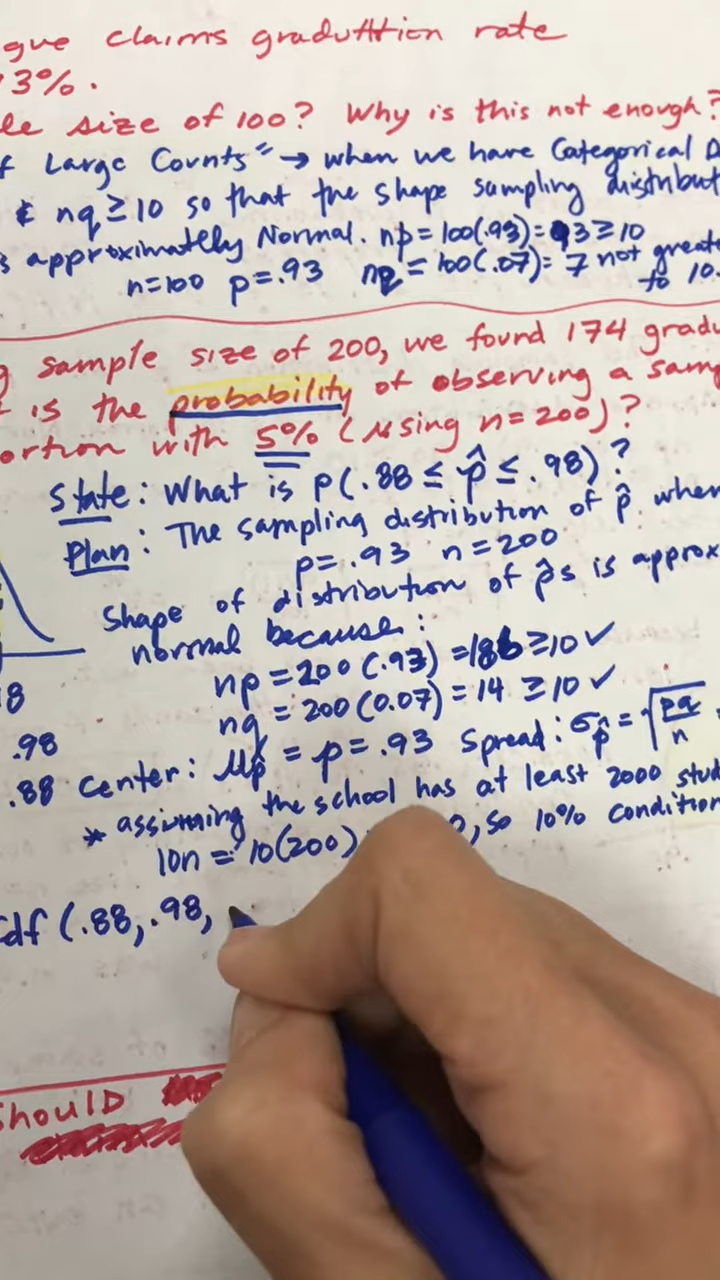 gue claims graduation rate
3%.
le size of 100? Why is this not enough?
f Large Counts" → when we have Categorical D
& nq ≥ 10 so that the shape sampling distribut
s approximately Normal. np = 100(.93) = 93 ≥ 10
n=100 p=.93 nq = 100(.07) = 7 not great
to 10.
g sample size of 200, we found 174 gradu
t is the probability of observing a samp
ortion with 5% (using n=200)?
State: What is P(.88 ≤ p̂ ≤ .98)?
Plan: The sampling distribution of p̂ when
p=.93 n=200
Shape of distribution of p̂s is approx
normal because:
np = 200(.93) = 186 ≥ 10 ✓
nq = 200(0.07) = 14 ≥ 10 ✓
8
.98
.88
Center: μp̂ = p = .93 Spread: σp̂ = √pq/n
* assuming the school has at least 2000 stud
10n = 10(200) so 10% condition
cdf (.88, .98,
Should